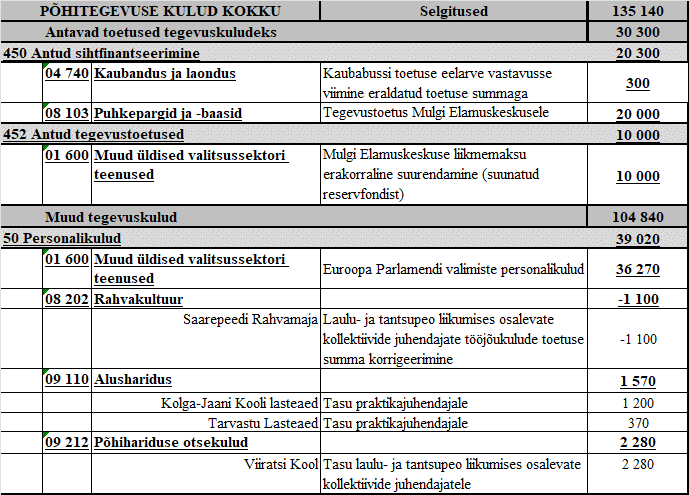 PÕHITEGEVUSE KULUD KOKKU Selgitused 135 140
Antavad toetused tegevuskuludeks 30 300
450 Antud sihtfinantseerimine 20 300
04 740 Kaubandus ja laondus Kaubabussi toetuse eelarve vastavusse
viimine eraldatud toetuse summaga 300
08 103 Puhkepargid ja -baasid Tegevustoetus Mulgi Elamuskeskusele 20 000
452 Antud tegevustoetused 10 000
01 600 Muud üldised valitsussektori Mulgi Elamuskeskuse liikmemaksu
teenused erakorraline suurendamine (suunatud 10 000
reservfondist)
Muud tegevuskulud 104 840
50 Personalikulud 39 020
01 600 Muud üldised valitsussektori
teenused Euroopa Parlamendi valimiste personalikulud 36 270
08 202 Rahvakultuur -1 100
Saarepeedi Rahvamaja Laulu- ja tantsupeo liikumises osalevate
kollektiivide juhendajate tööjõukulude toetuse -1 100
summa korrigeerimine
09 110 Alusharidus 1 570
Kolga-Jaani Kooli lasteaed Tasu praktikajuhendajale 1 200
Tarvastu Lasteaed Tasu praktikajuhendajale 370
09 212 Põhihariduse otsekulud 2 280
Viiratsi Kool Tasu laulu- ja tantsupeo liikumises osalevate 2 280
kollektiivide juhendajatele